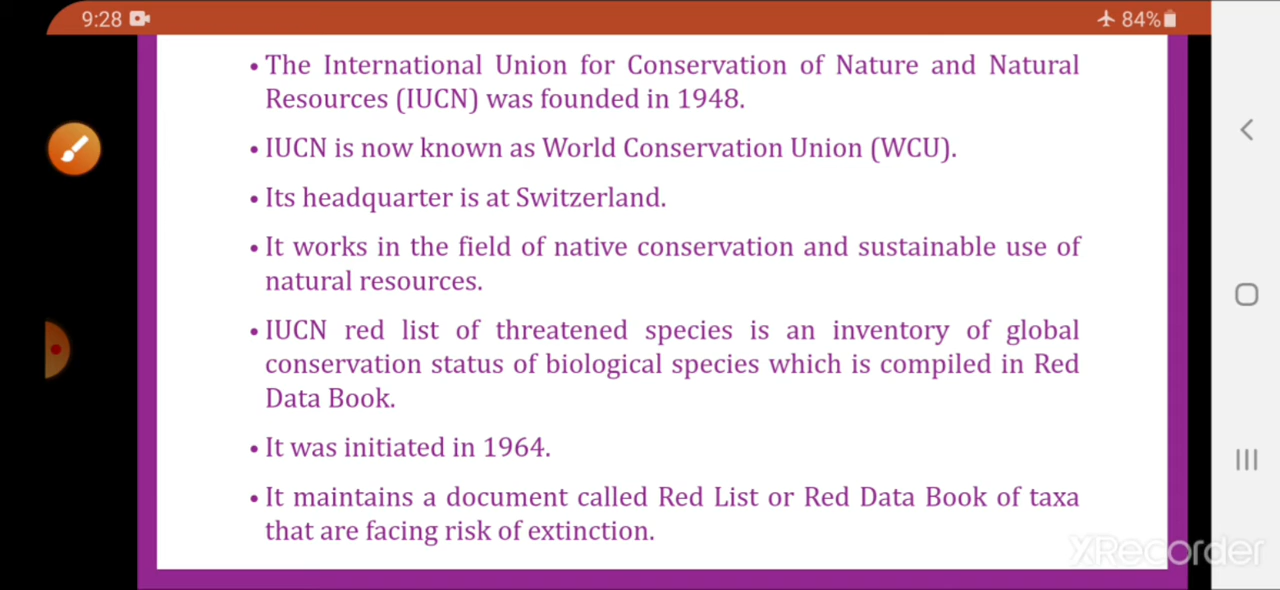 9:28
84%
• The International Union for Conservation of Nature and Natural
Resources (IUCN) was founded in 1948.
• IUCN is now known as World Conservation Union (WCU).
• Its headquarter is at Switzerland.
• It works in the field of native conservation and sustainable use of
natural resources.
• IUCN red list of threatened species is an inventory of global
conservation status of biological species which is compiled in Red
Data Book.
• It was initiated in 1964.
• It maintains a document called Red List or Red Data Book of taxa
that are facing risk of extinction.
XRecorder